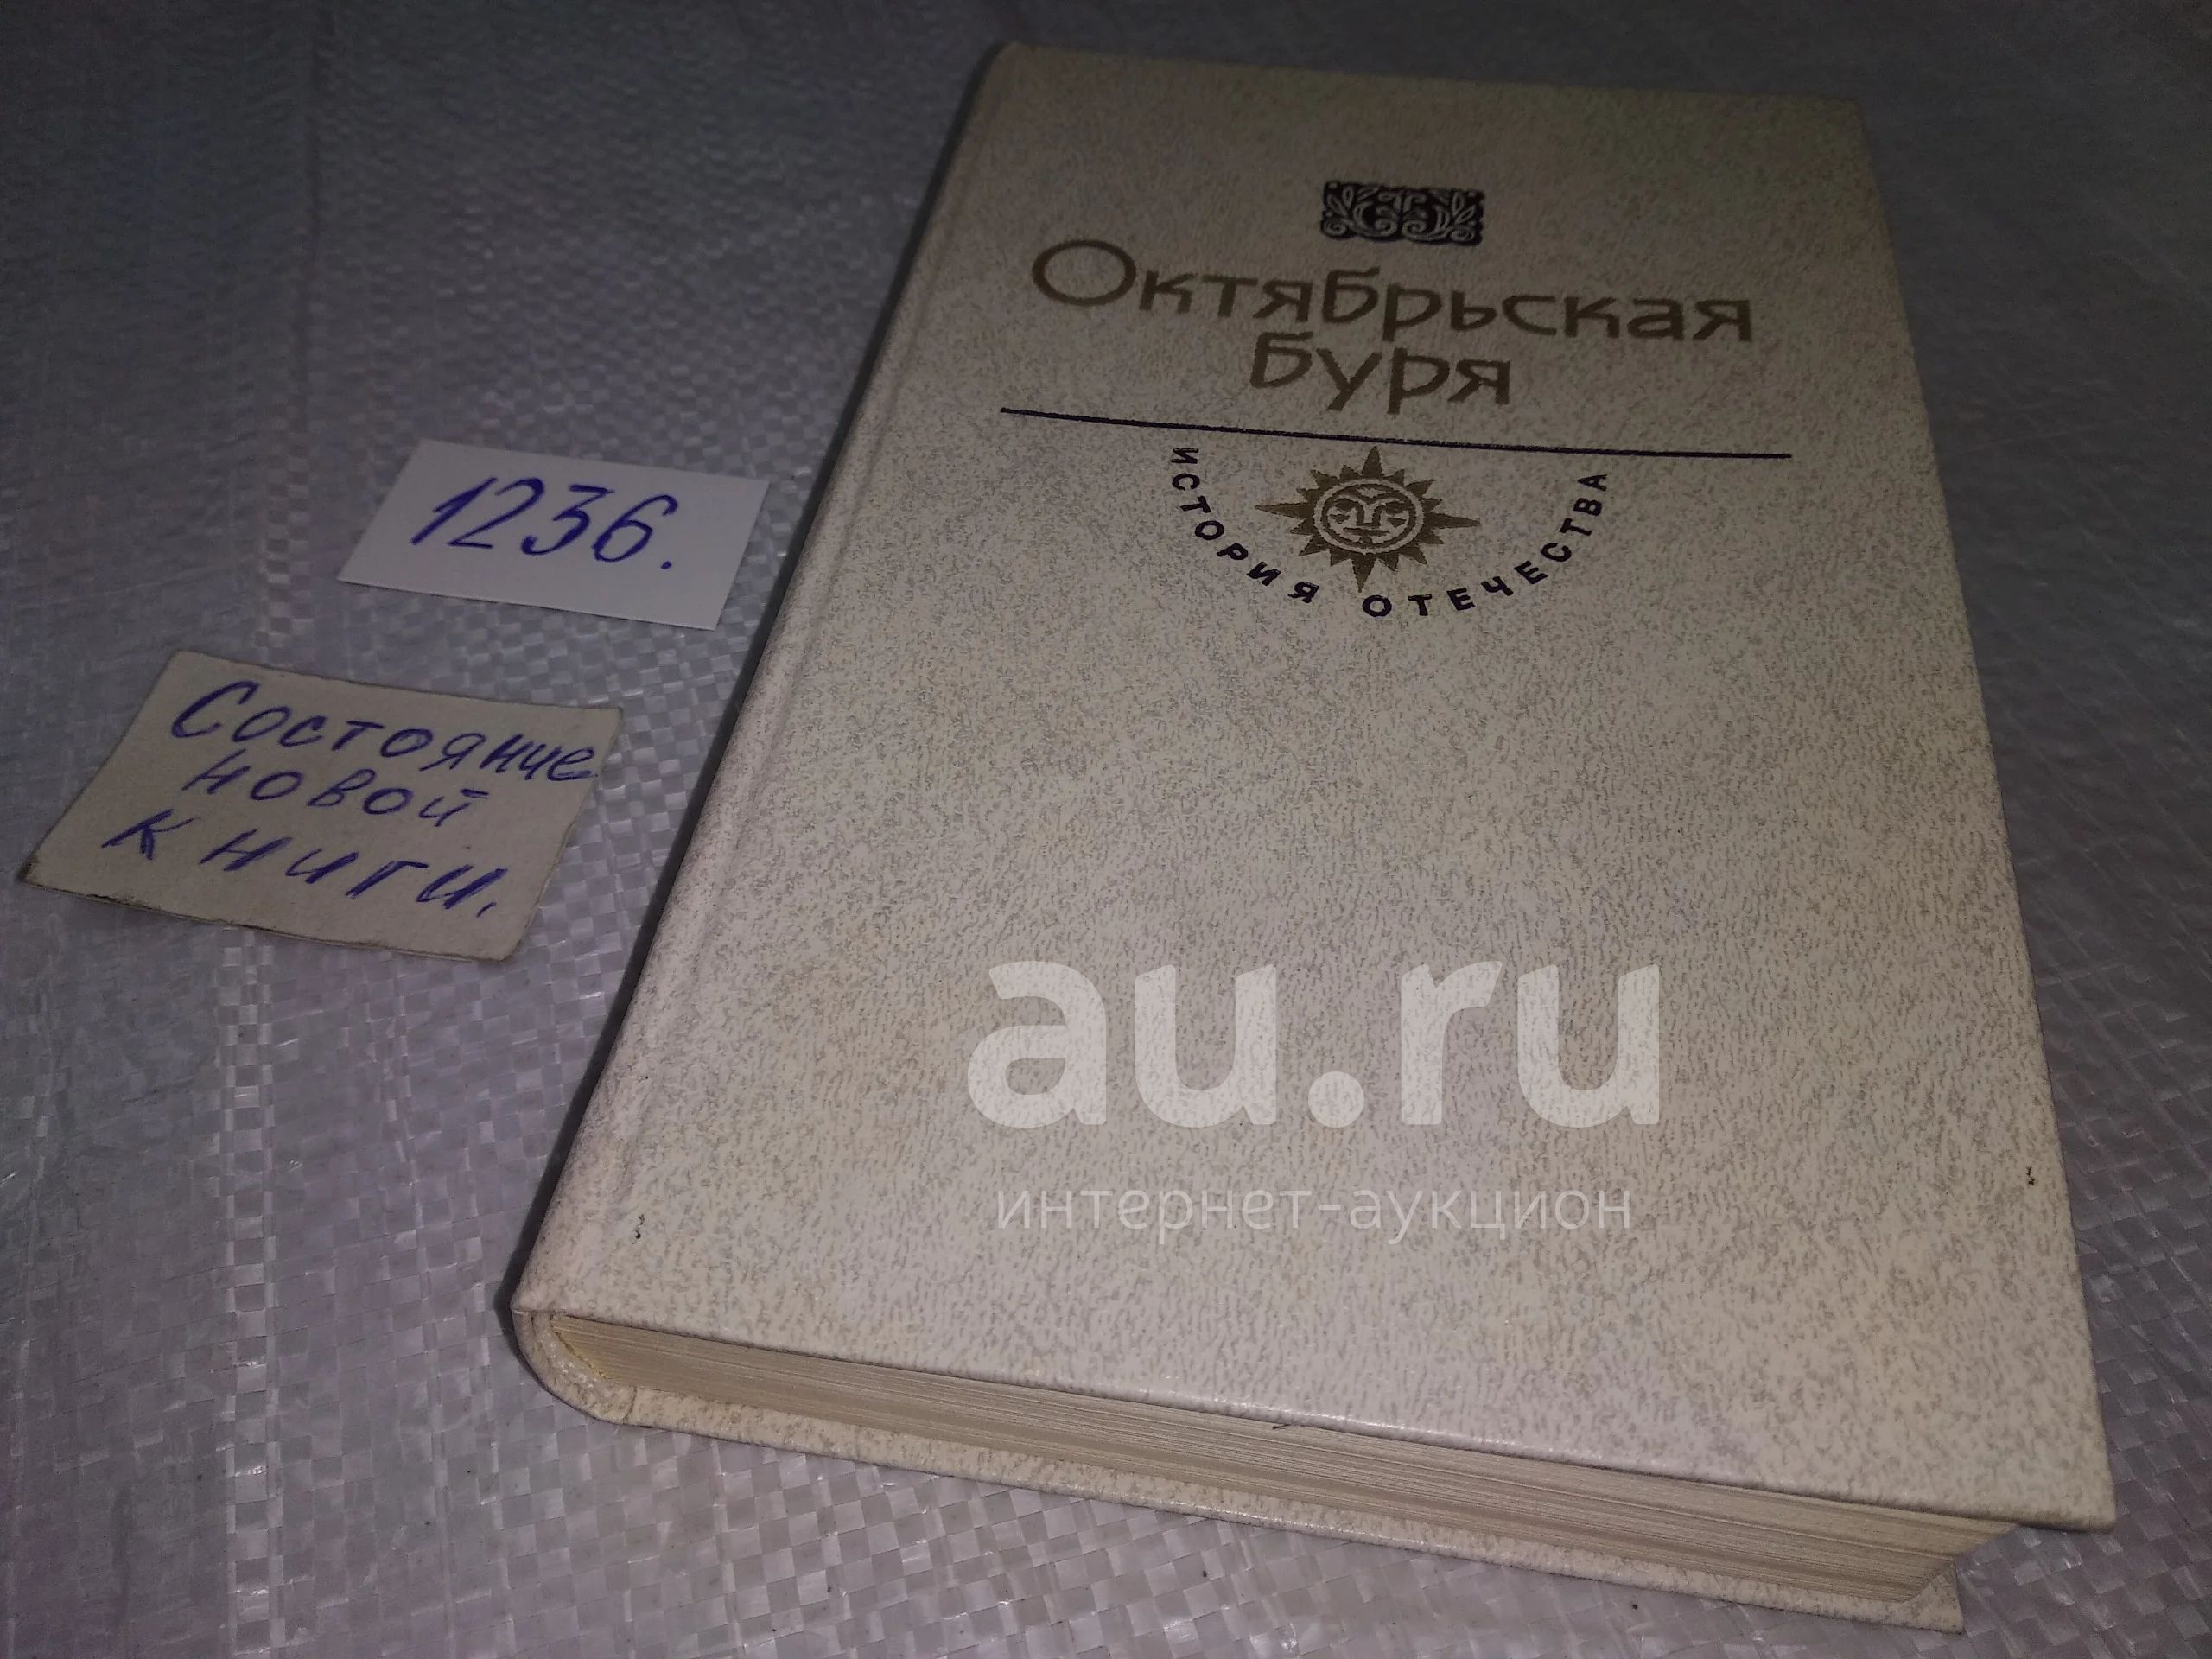 Октябрьская
буря
ИСТОРИЯ ОТЕЧЕСТВА
1236.
Состояние
новой
книги.
au.ru
интернет-аукцион